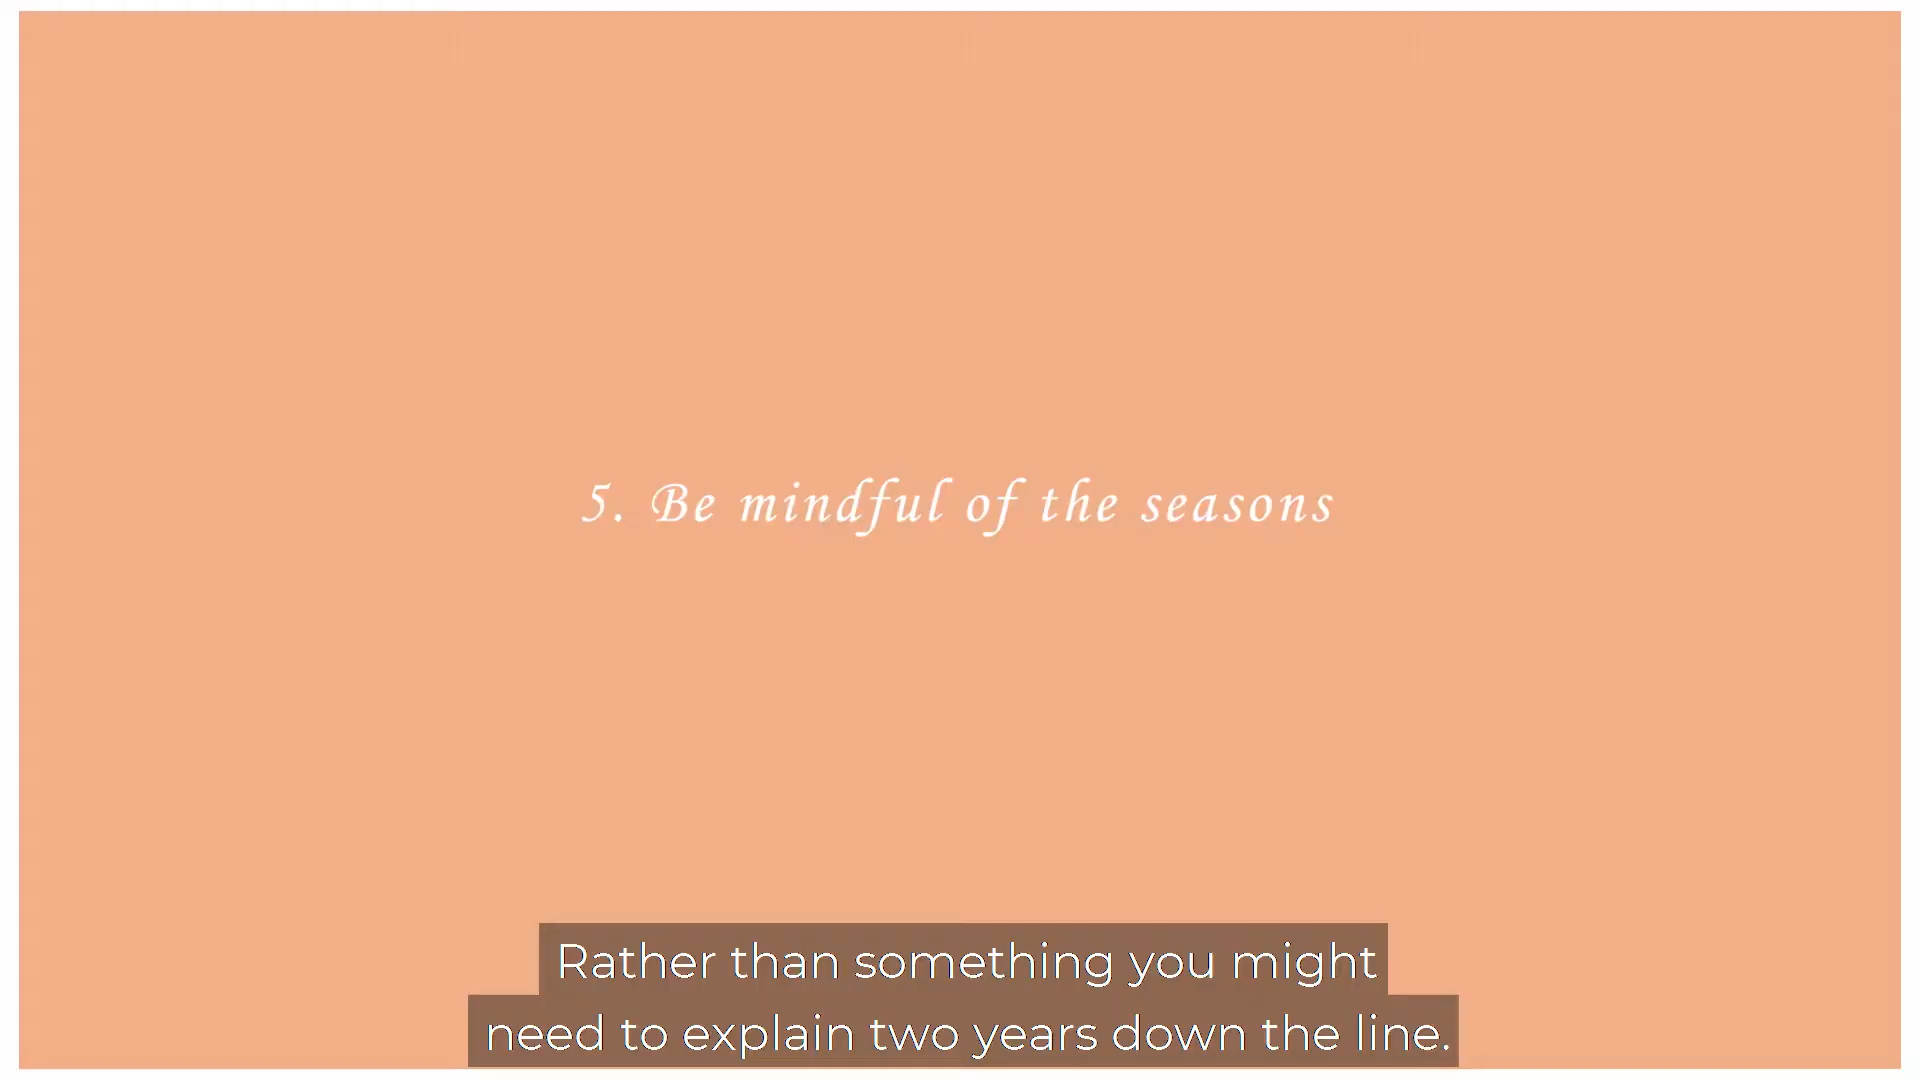 5. Be mindful of the seasons
Rather than something you might
need to explain two years down the line.